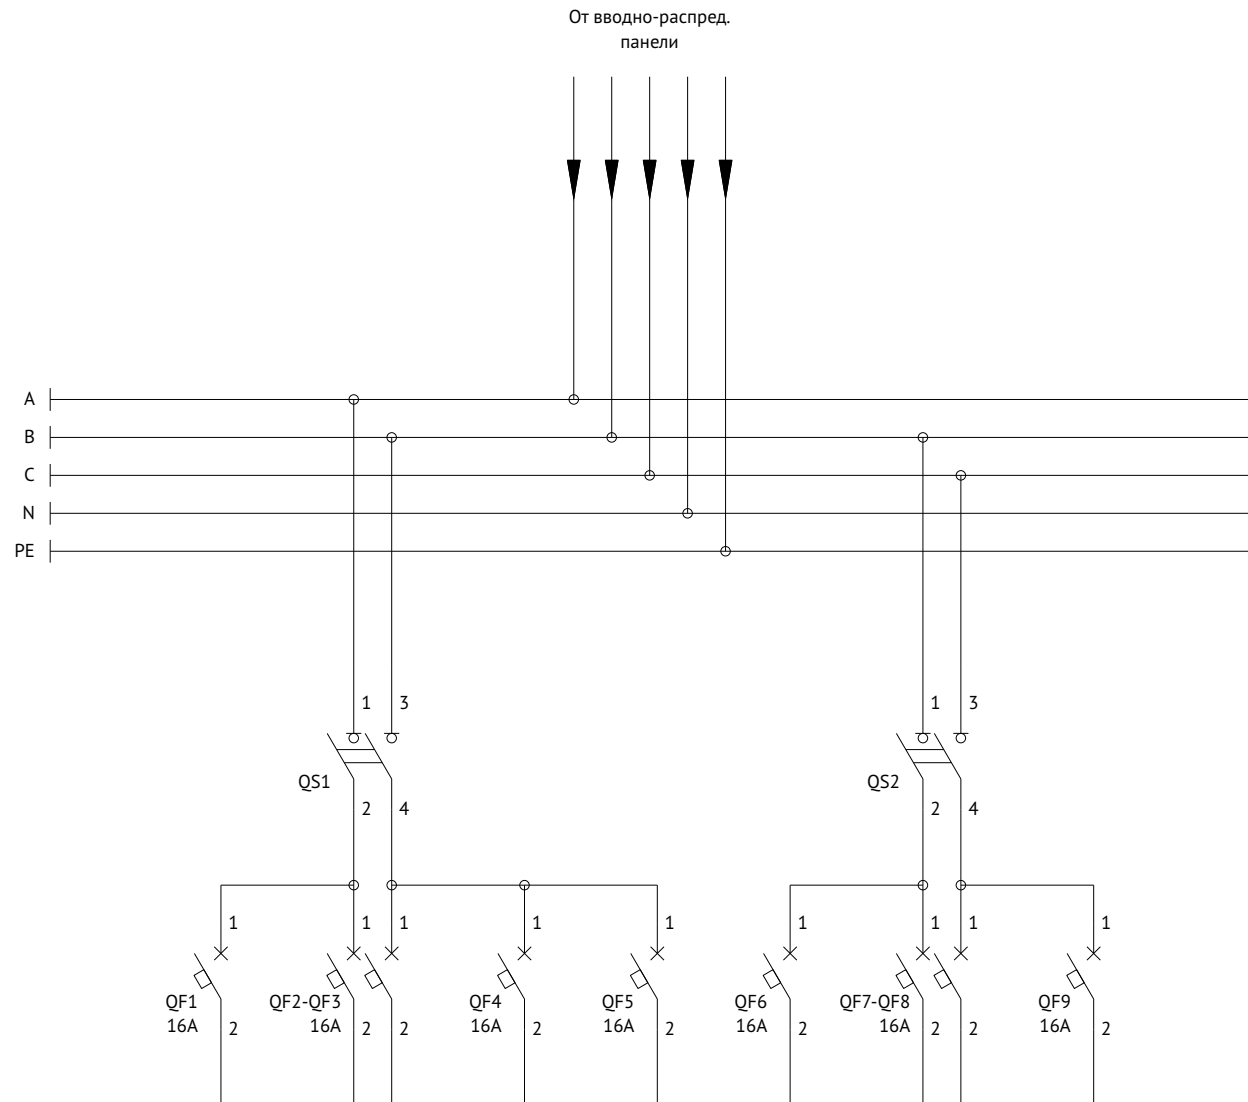 От вводно-распред.
панели
A
B
C
N
PE
1 3 1 3
QS1 QS2
2 4 2 4
1 1 1 1 1 1 1 1 1
QF1 QF2-QF3 QF4 QF5 QF6 QF7-QF8 QF9
16A 16A 16A 16A 16A 16A 16A
2 2 2 2 2 2 2 2 2